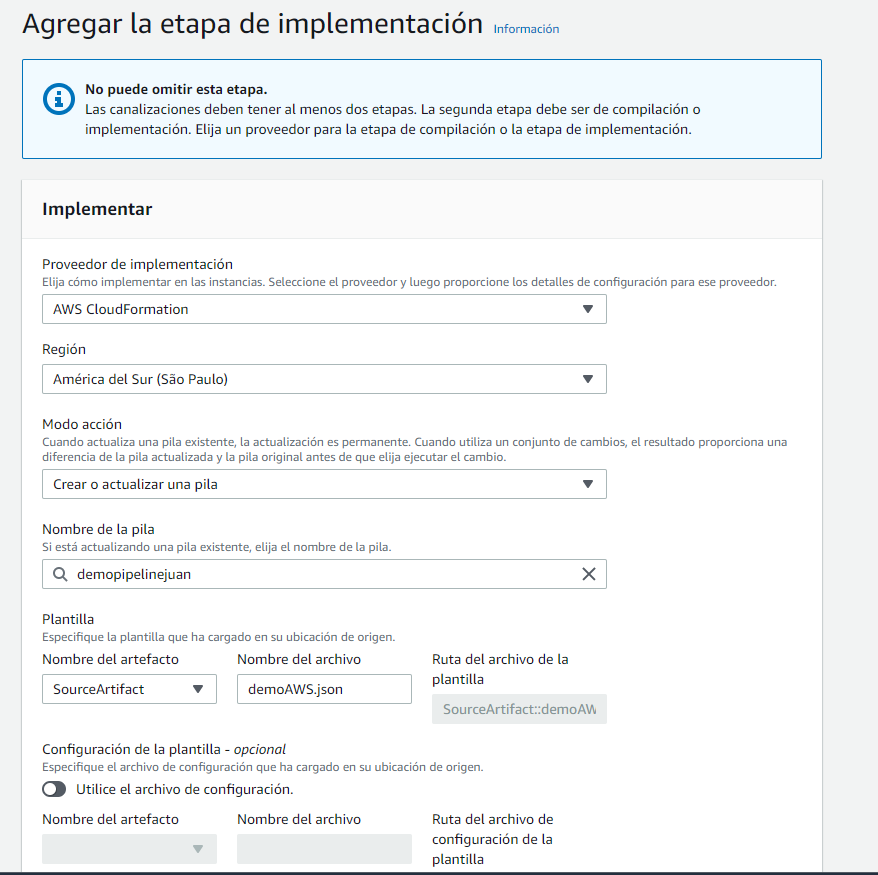 Agregar la etapa de implementación Información
No puede omitir esta etapa.
Las canalizaciones deben tener al menos dos etapas. La segunda etapa debe ser de compilación o
implementación. Elija un proveedor para la etapa de compilación o la etapa de implementación.
Implementar
Proveedor de implementación
Elija cómo implementar en las instancias. Seleccione el proveedor y luego proporcione los detalles de configuración para ese proveedor.
AWS CloudFormation
Región
América del Sur (São Paulo)
Modo acción
Cuando actualiza una pila existente, la actualización es permanente. Cuando utiliza un conjunto de cambios, el resultado proporciona una
diferencia de la pila actualizada y la pila original antes de que elija ejecutar el cambio.
Crear o actualizar una pila
Nombre de la pila
Si está actualizando una pila existente, elija el nombre de la pila.
demopipelinejuan
Plantilla
Especifique la plantilla que ha cargado en su ubicación de origen.
Nombre del artefacto
SourceArtifact
Nombre del archivo
demoAWS.json
Ruta del archivo de la
plantilla
SourceArtifact::demoAW
Configuración de la plantilla - opcional
Especifique el archivo de configuración que ha cargado en su ubicación de origen.
Utilice el archivo de configuración.
Nombre del artefacto
Nombre del archivo
Ruta del archivo de
configuración de la
plantilla